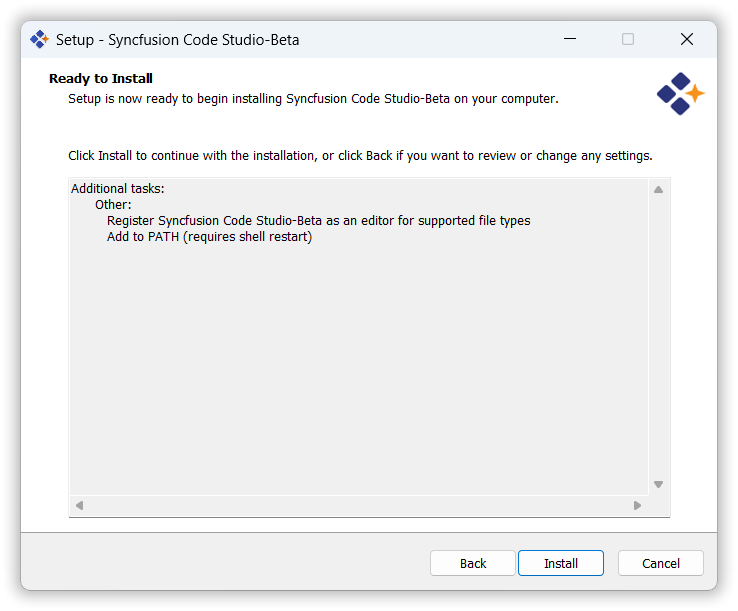 Setup - Syncfusion Code Studio-Beta
Ready to Install
Setup is now ready to begin installing Syncfusion Code Studio-Beta on your computer.
Click Install to continue with the installation, or click Back if you want to review or change any settings.
Additional tasks:
Other:
Register Syncfusion Code Studio-Beta as an editor for supported file types
Add to PATH (requires shell restart)
Back Install Cancel